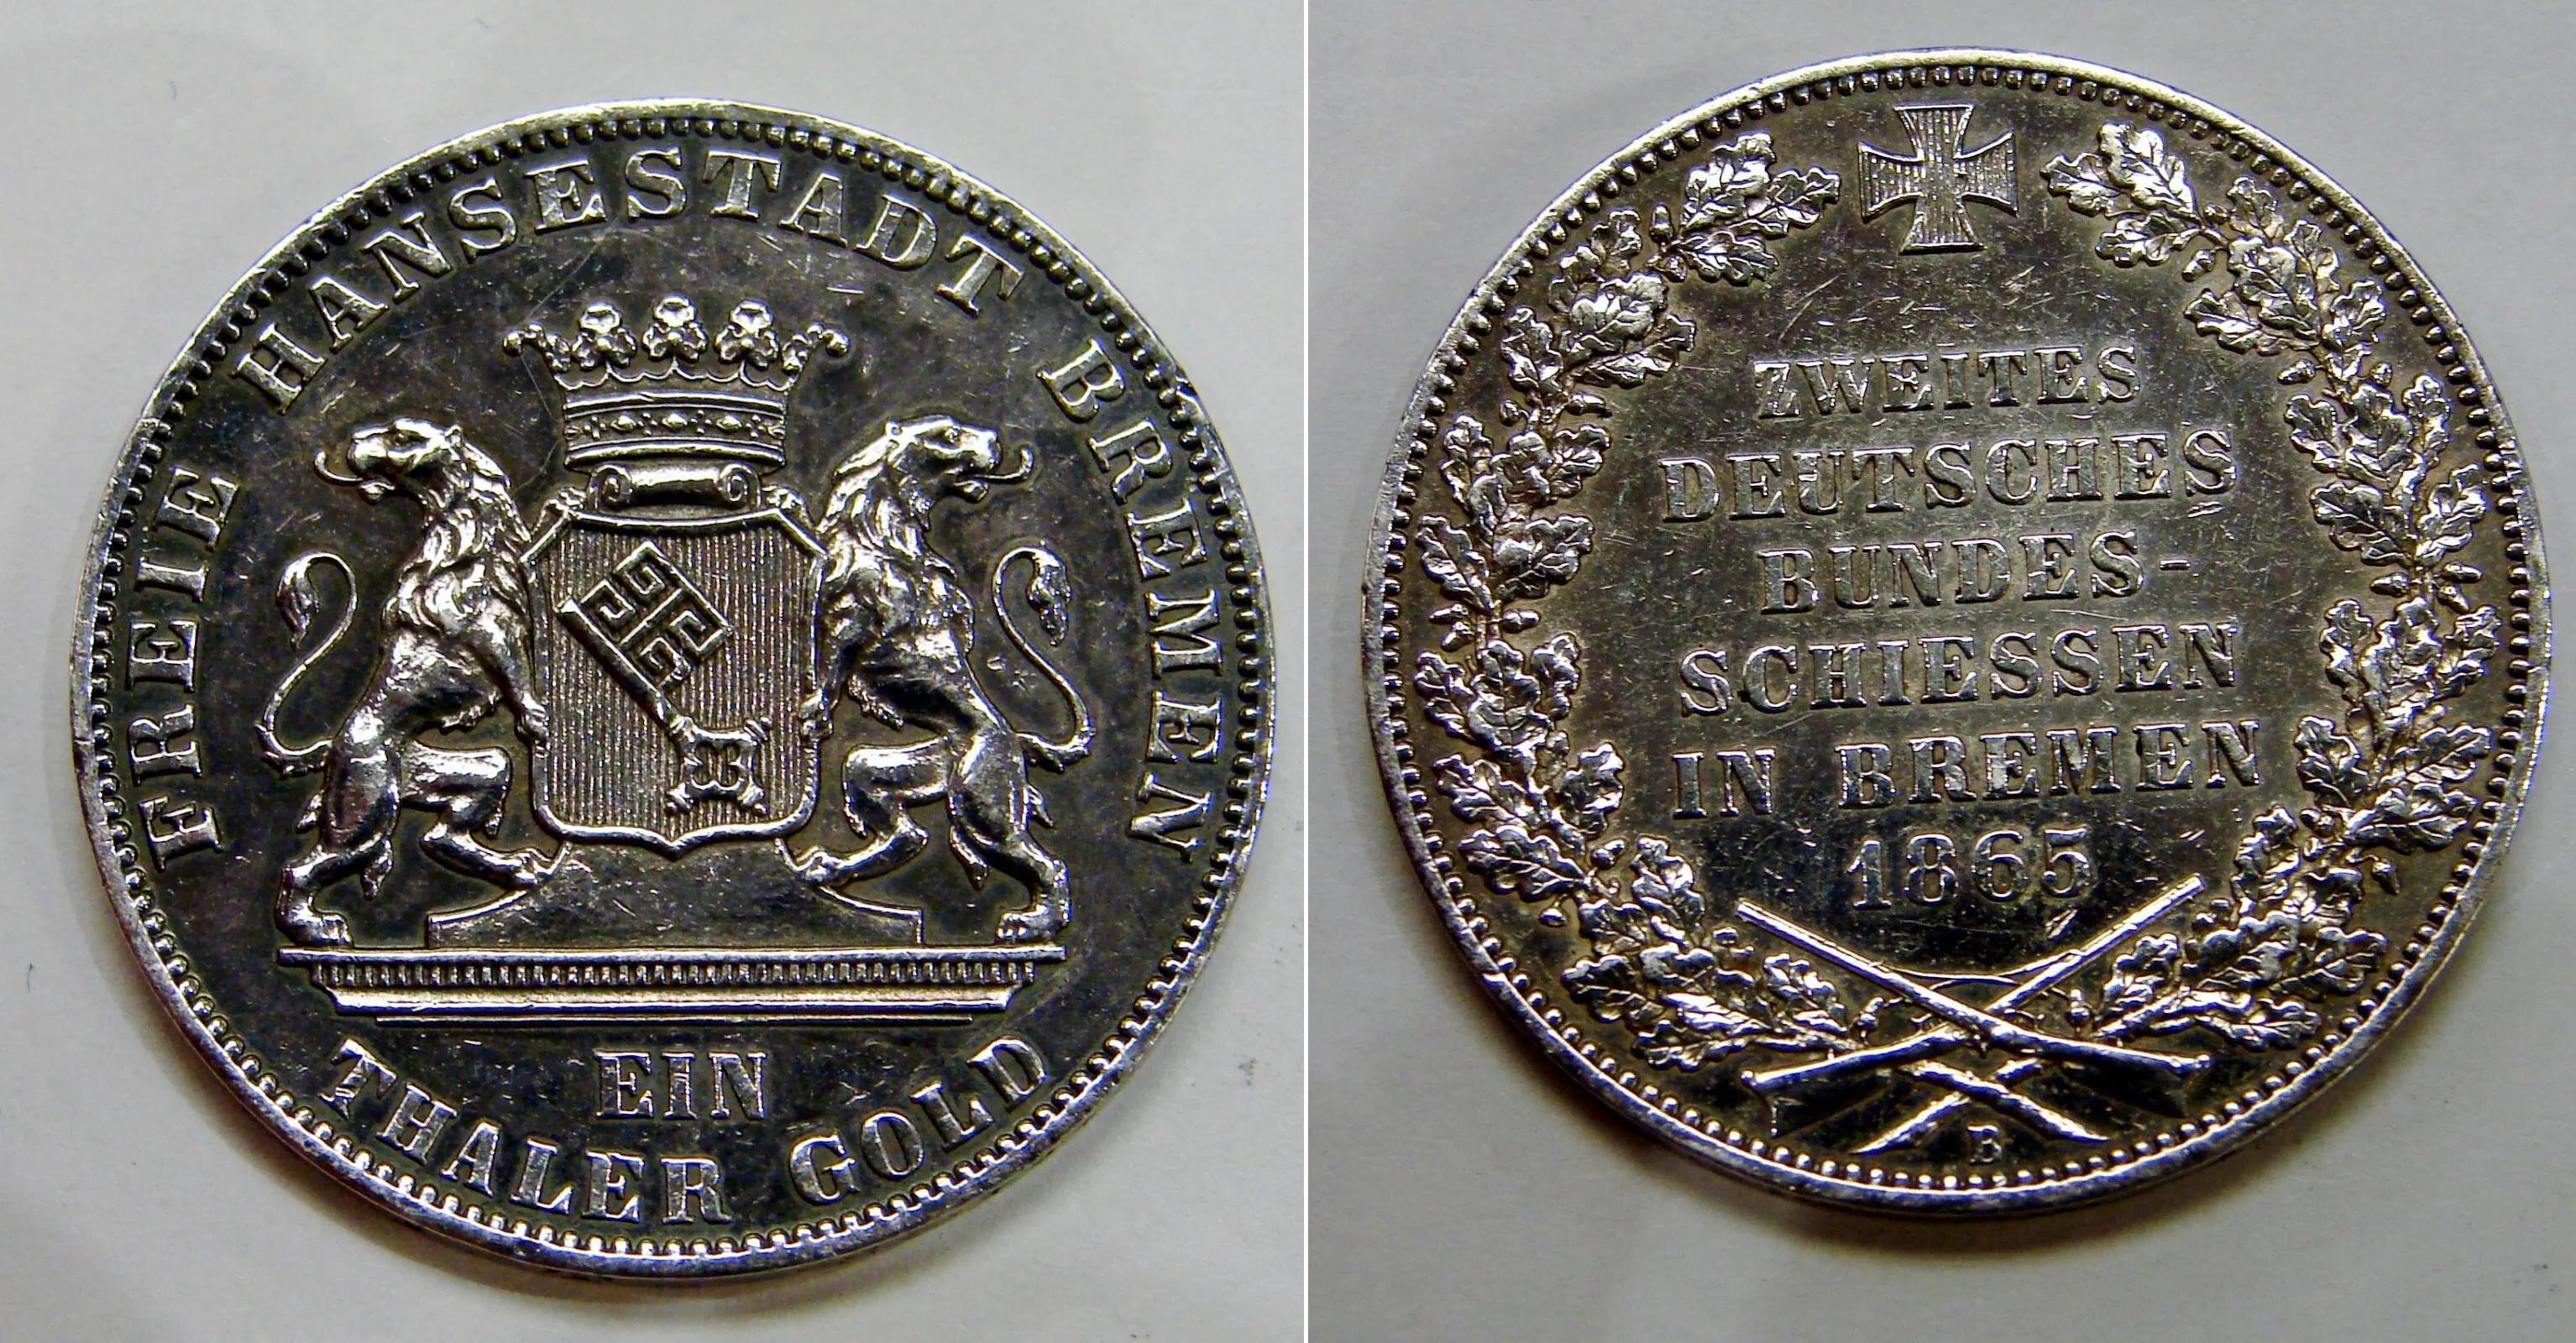 FREIE HANSESTADT BREMEN
EIN
THALER GOLD
ZWEITES
DEUTSCHES
BUNDES-
SCHIESSEN
IN BREMEN
1865
B